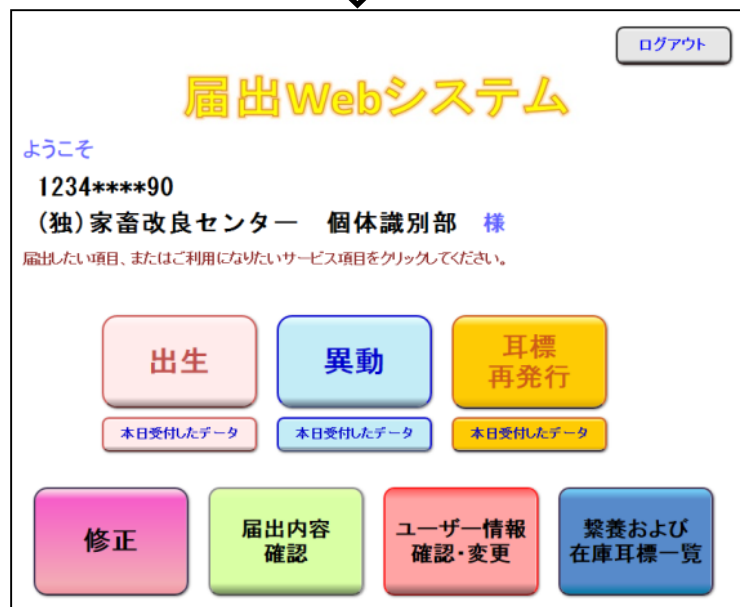 ログアウト
届出Webシステム
ようこそ
1234****90
(独)家畜改良センター 個体識別部 様
届出したい項目、またはご利用になりたいサービス項目をクリックしてください。
出生
異動
耳標
再発行
本日受付したデータ
本日受付したデータ
本日受付したデータ
修正
届出内容
確認
ユーザー情報
確認・変更
繋養および
在庫耳標一覧